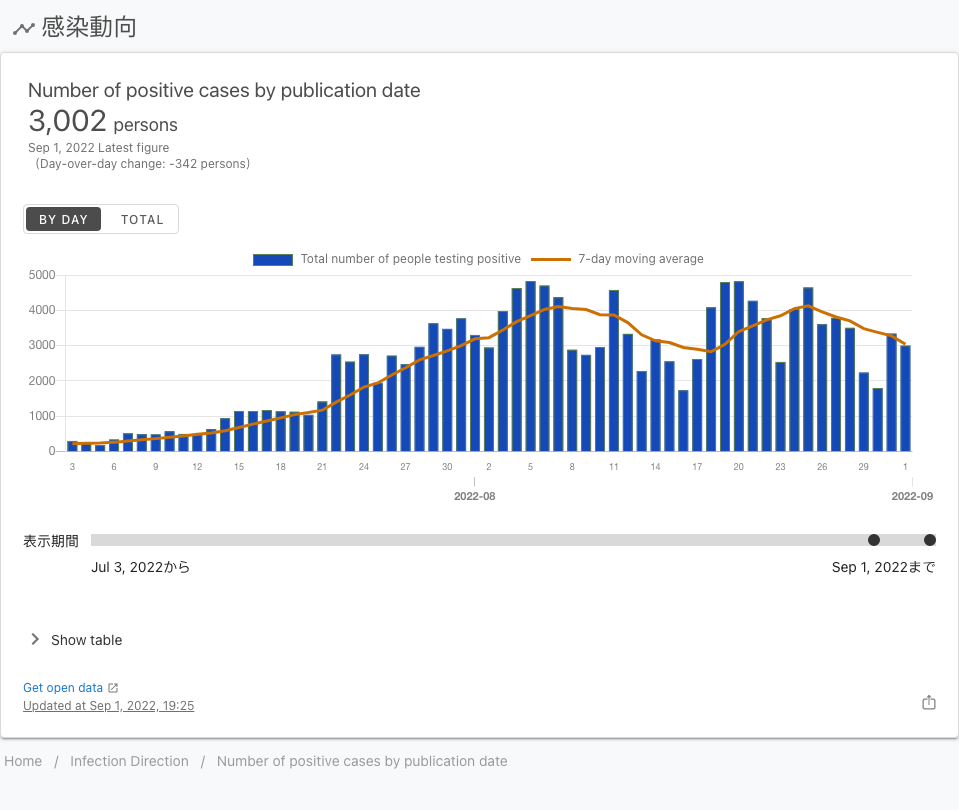 感染動向
Number of positive cases by publication date
3,002 persons
Sep 1, 2022 Latest figure
(Day-over-day change: -342 persons)
BY DAY TOTAL
Total number of people testing positive 7-day moving average
5000
4000
3000
2000
1000
0
3 6 9 12 15 18 21 24 27 30 2 5 8 11 14 17 20 23 26 29 1
2022-08 2022-09
表示期間
Jul 3, 2022から Sep 1, 2022まで
Show table
Get open data
Updated at Sep 1, 2022, 19:25
Home / Infection Direction / Number of positive cases by publication date